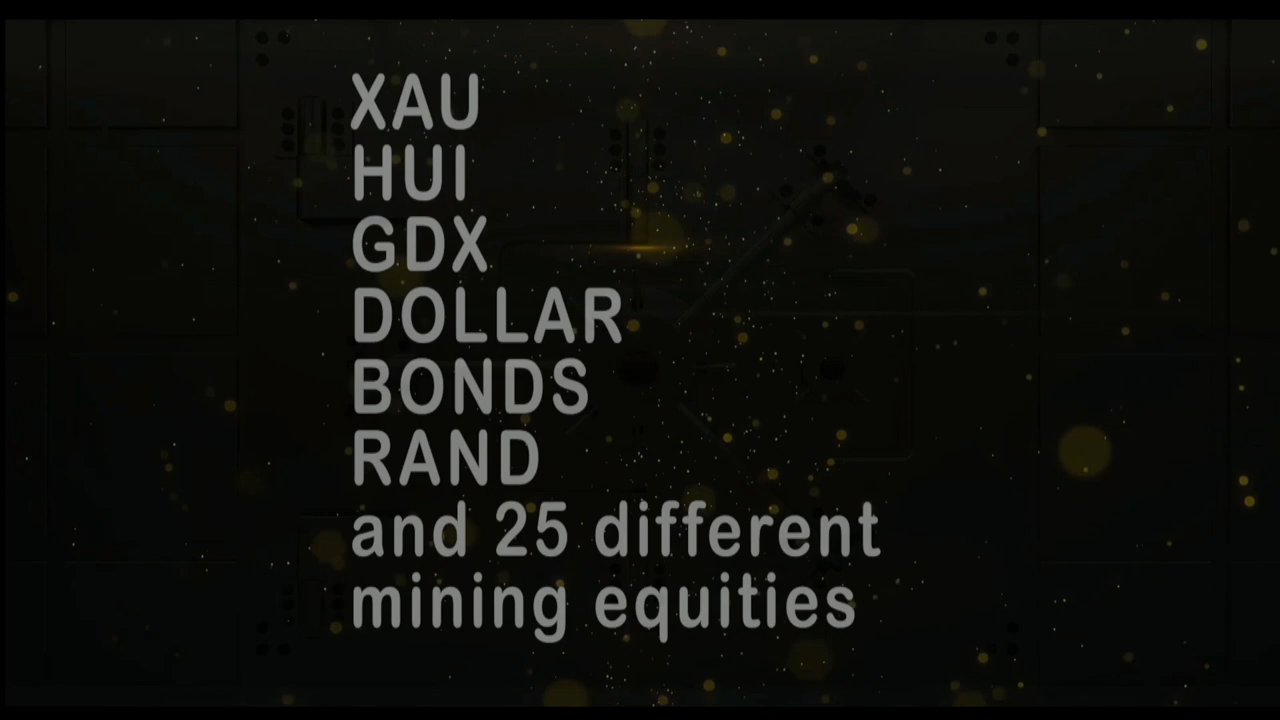 XAU
HUI
GDX
DOLLAR
BONDS
RAND
and 25 different
mining equities